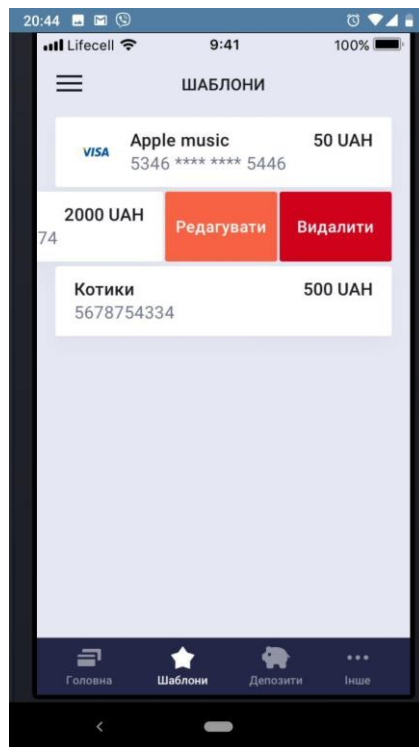 20:44
Lifecell 9:41 100%
ШАБЛОНИ
VISA Apple music 50 UAH
5346 **** **** 5446
2000 UAH Редагувати Видалити
74
Котики 500 UAH
5678754334
Головна Шаблони Депозити Інше